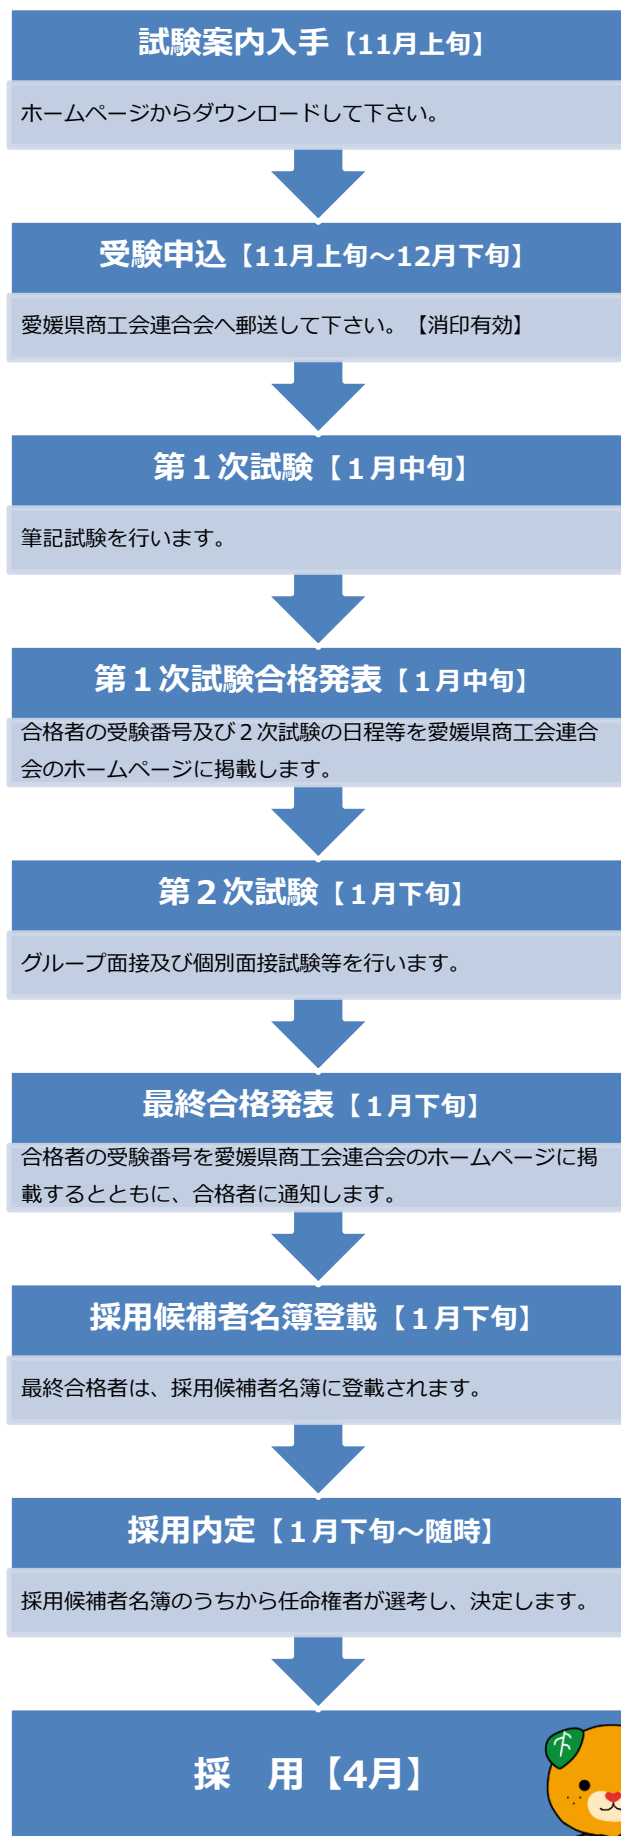 試験案内入手【11月上旬】
ホームページからダウンロードして下さい。
受験申込【11月上旬～12月下旬】
愛媛県商工会連合会へ郵送して下さい。【消印有効】
第１次試験【１月中旬】
筆記試験を行います。
第１次試験合格発表【１月中旬】
合格者の受験番号及び２次試験の日程等を愛媛県商工会連合
会のホームページに掲載します。
第２次試験【１月下旬】
グループ面接及び個別面接試験等を行います。
最終合格発表【１月下旬】
合格者の受験番号を愛媛県商工会連合会のホームページに掲
載するとともに、合格者に通知します。
採用候補者名簿登載【１月下旬】
最終合格者は、採用候補者名簿に登載されます。
採用内定【１月下旬～随時】
採用候補者名簿のうちから任命権者が選考し、決定します。
採　用【4月】